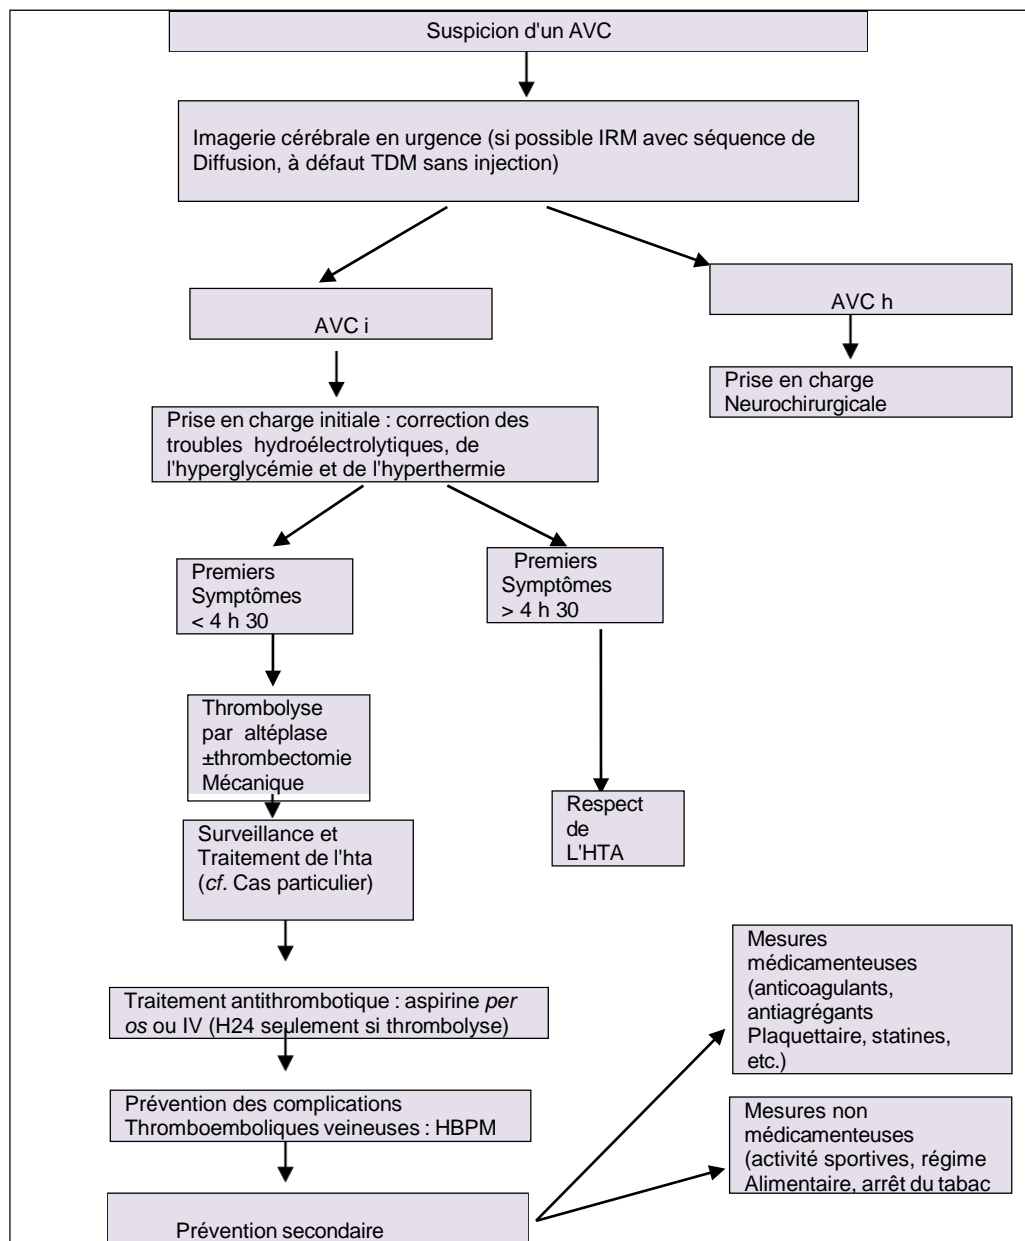 Suspicion d'un AVC
Imagerie cérébrale en urgence (si possible IRM avec séquence de
Diffusion, à défaut TDM sans injection)
AVC i
AVC h
Prise en charge
Neurochirurgicale
Prise en charge initiale : correction des
troubles hydroélectrolytiques, de
l'hyperglycémie et de l'hyperthermie
Premiers
Symptômes
< 4 h 30
Premiers
Symptômes
> 4 h 30
Thrombolyse
par altéplase
±thrombectomie
Mécanique
Respect
de
L'HTA
Surveillance et
Traitement de l'hta
(cf. Cas particulier)
Traitement antithrombotique : aspirine per
os ou IV (H24 seulement si thrombolyse)
Prévention des complications
Thromboemboliques veineuses : HBPM
Prévention secondaire
Mesures
médicamenteuses
(anticoagulants,
antiagrégants
Plaquettaire, statines,
etc.)
Mesures non
médicamenteuses
(activité sportives, régime
Alimentaire, arrêt du tabac